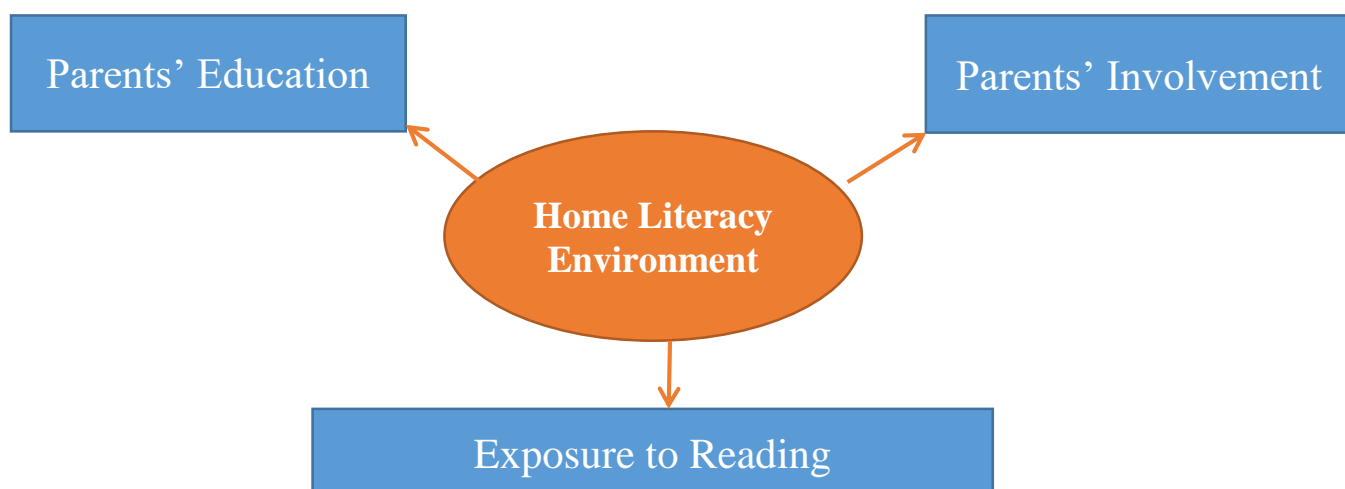 Parents’ Education
Parents’ Involvement
Home Literacy
Environment
Exposure to Reading